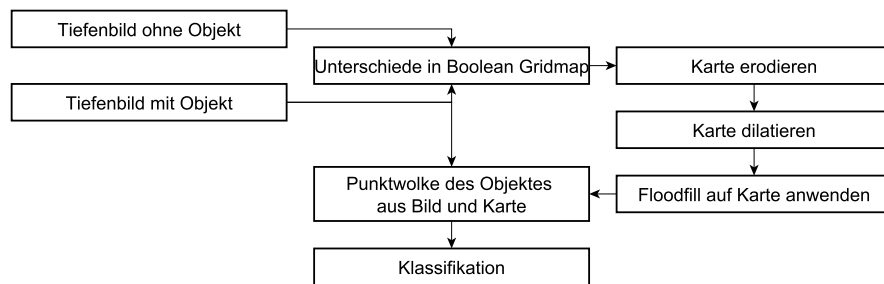 Tiefenbild ohne Objekt
Unterschiede in Boolean Gridmap
Karte erodieren
Tiefenbild mit Objekt
Karte dilatieren
Punktwolke des Objektes
aus Bild und Karte
Floodfill auf Karte anwenden
Klassifikation